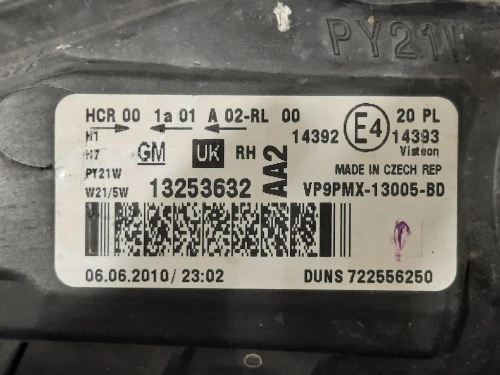 PY21W
HCR 00 1a 01 A 02-RL 00
H1
H7
PY21W
W21/5W
GM
UK RH
AA2
14392 E4 20 PL
14393
Visteon
MADE IN CZECH REP
13253632
VP9PMX-13005-BD
06.06.2010/ 23:02
DUNS 722556250